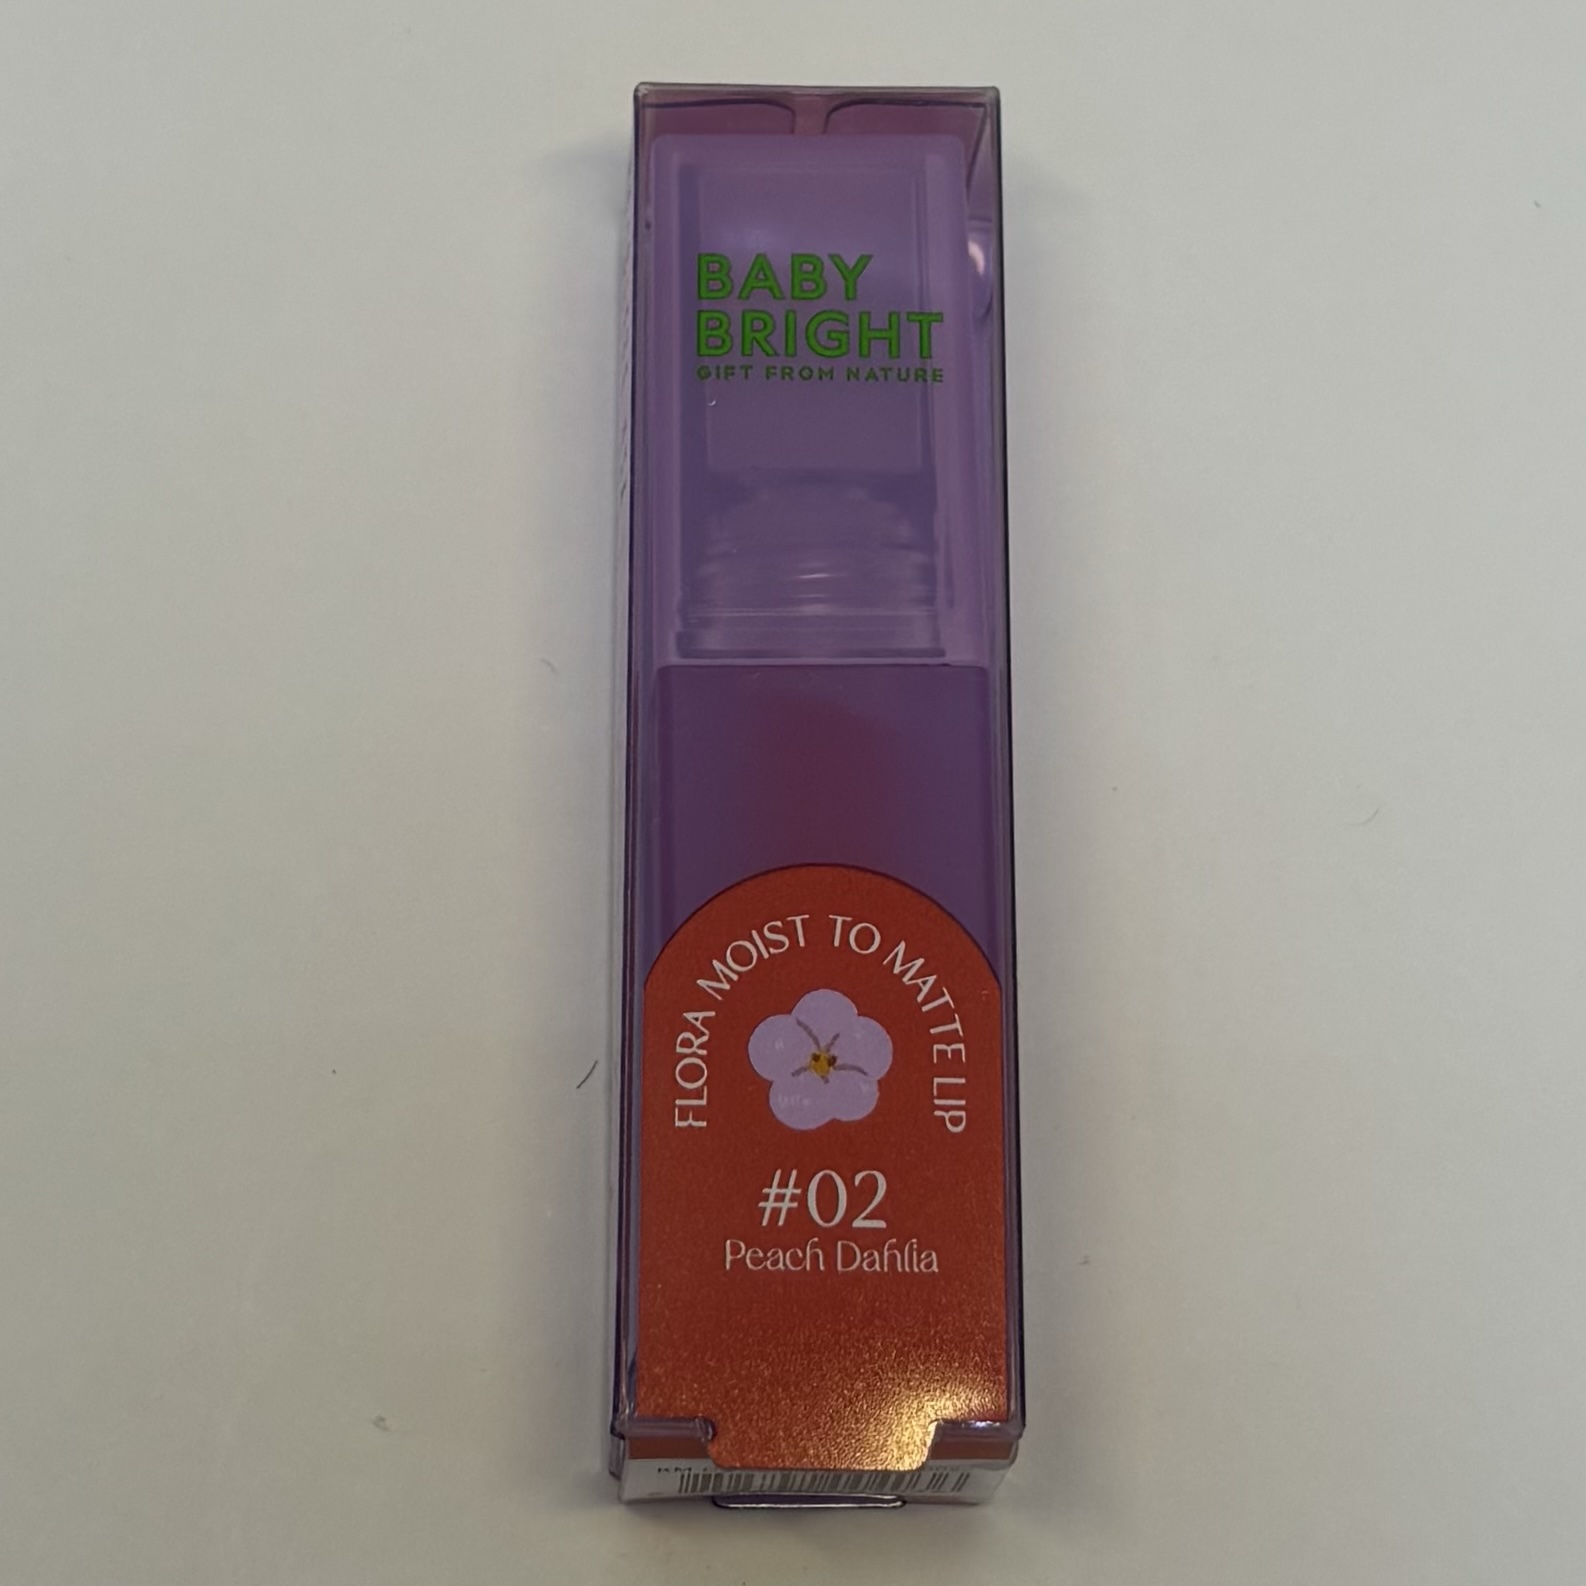 BABY
BRIGHT
GIFT FROM NATURE
FLORA MOIST TO MATTE LIP
#02
Peach Dahlia